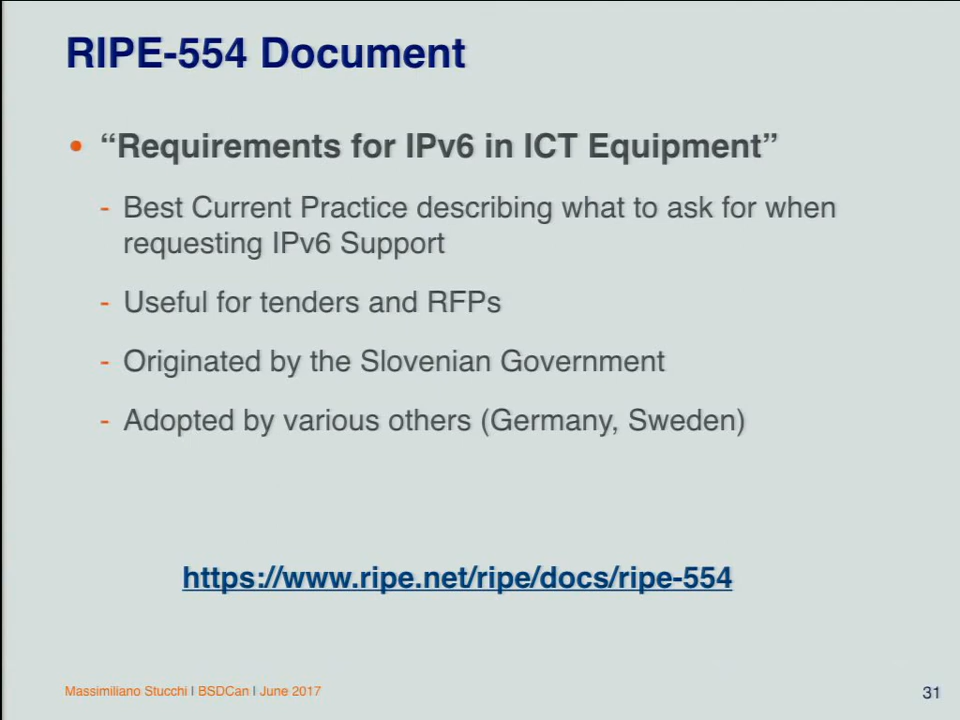 RIPE-554 Document
• “Requirements for IPv6 in ICT Equipment”
- Best Current Practice describing what to ask for when
requesting IPv6 Support
- Useful for tenders and RFPs
- Originated by the Slovenian Government
- Adopted by various others (Germany, Sweden)
https://www.ripe.net/ripe/docs/ripe-554
Massimiliano Stucchi | BSDCan | June 2017
31